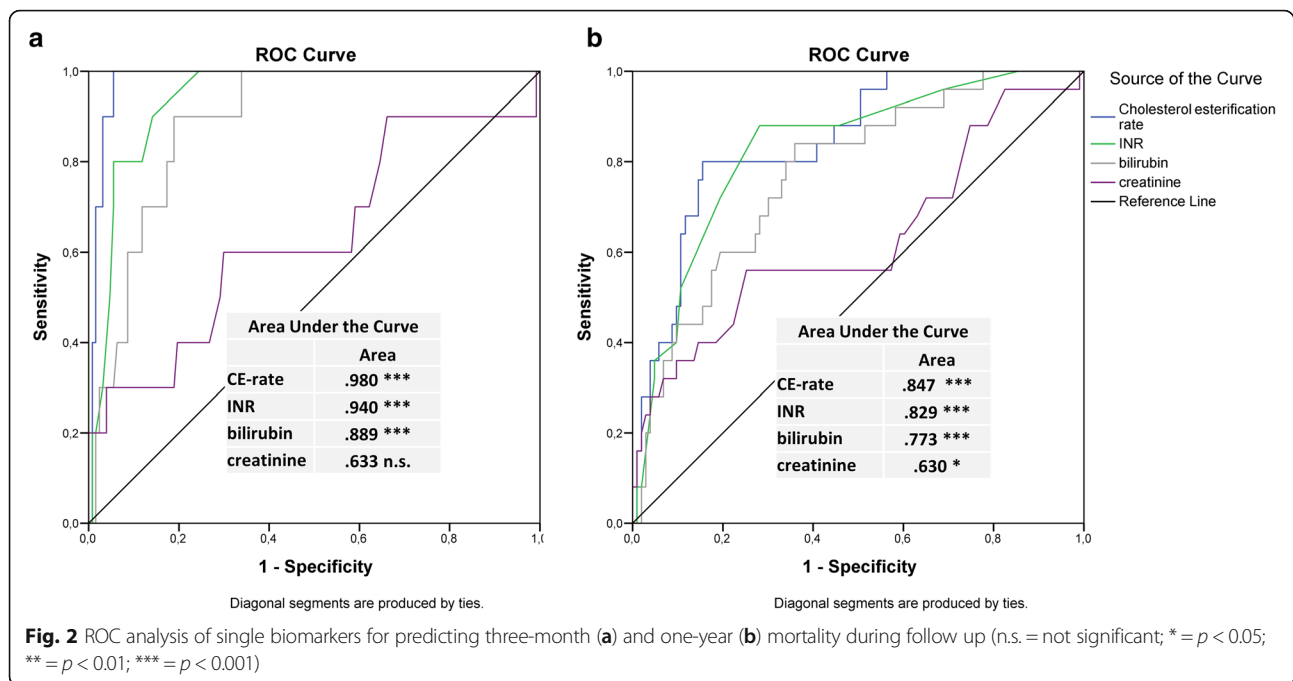 a
ROC Curve
1,0
0,8
0,6
0,4
0,2
0,0
0,0 0,2 0,4 0,6 0,8 1,(
Sensitivity
1 - Specificity
Area Under the Curve
Area
CE-rate .980 ***
INR .940 ***
bilirubin .889 ***
creatinine .633 n.s.
Diagonal segments are produced by ties.
b
ROC Curve
1,0
0,8
0,6
0,4
0,2
0,0
0,0 0,2 0,4 0,6 0,8 1,0
Sensitivity
1 - Specificity
Area Under the Curve
Area
CE-rate .847 ***
INR .829 ***
bilirubin .773 ***
creatinine .630 *
Diagonal segments are produced by ties.
Source of the Curve
Cholesterol esterification
rate
INR
bilirubin
creatinine
Reference Line
Fig. 2 ROC analysis of single biomarkers for predicting three-month (a) and one-year (b) mortality during follow up (n.s. = not significant; * = p < 0.05;
** = p < 0.01; *** = p < 0.001)